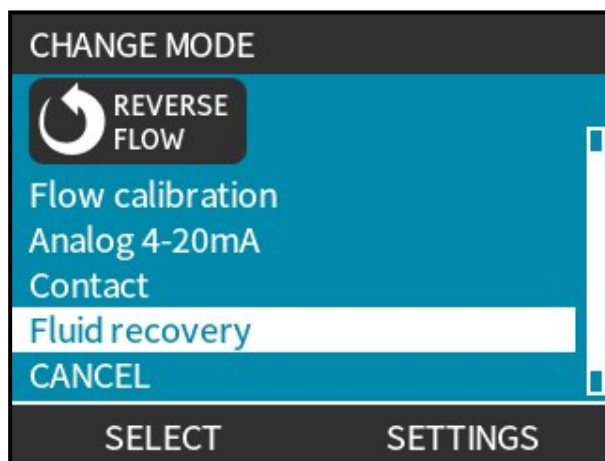 CHANGE MODE
REVERSE
FLOW
Flow calibration
Analog 4-20mA
Contact
Fluid recovery
CANCEL
SELECT SETTINGS